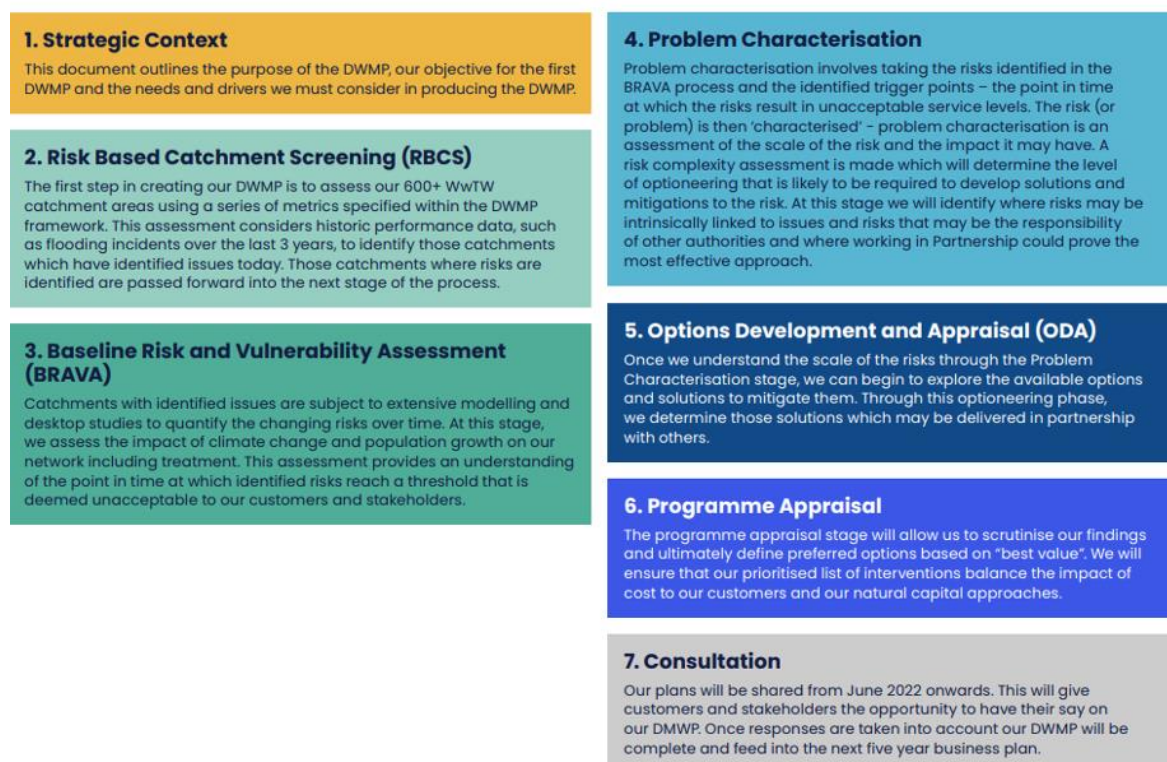 1. Strategic Context
This document outlines the purpose of the DWMP, our objective for the first
DWMP and the needs and drivers we must consider in producing the DWMP.
2. Risk Based Catchment Screening (RBCS)
The first step in creating our DWMP is to assess our 600+ WwTW
catchment areas using a series of metrics specified within the DWMP
framework. This assessment considers historic performance data, such
as flooding incidents over the last 3 years, to identify those catchments
which have identified issues today. Those catchments where risks are
identified are passed forward into the next stage of the process.
3. Baseline Risk and Vulnerability Assessment
(BRAVA)
Catchments with identified issues are subject to extensive modelling and
desktop studies to quantify the changing risks over time. At this stage,
we assess the impact of climate change and population growth on our
network including treatment. This assessment provides an understanding
of the point in time at which identified risks reach a threshold that is
deemed unacceptable to our customers and stakeholders.
4. Problem Characterisation
Problem characterisation involves taking the risks identified in the
BRAVA process and the identified trigger points – the point in time
at which the risks result in unacceptable service levels. The risk (or
problem) is then ‘characterised’ - problem characterisation is an
assessment of the scale of the risk and the impact it may have. A
risk complexity assessment is made which will determine the level
of optioneering that is likely to be required to develop solutions and
mitigations to the risk. At this stage we will identify where risks may be
intrinsically linked to issues and risks that may be the responsibility
of other authorities and where working in Partnership could prove the
most effective approach.
5. Options Development and Appraisal (ODA)
Once we understand the scale of the risks through the Problem
Characterisation stage, we can begin to explore the available options
and solutions to mitigate them. Through this optioneering phase,
we determine those solutions which may be delivered in partnership
with others.
6. Programme Appraisal
The programme appraisal stage will allow us to scrutinise our findings
and ultimately define preferred options based on “best value”. We will
ensure that our prioritised list of interventions balance the impact of
cost to our customers and our natural capital approaches.
7. Consultation
Our plans will be shared from June 2022 onwards. This will give
customers and stakeholders the opportunity to have their say on
our DMWP. Once responses are taken into account our DWMP will be
complete and feed into the next five year business plan.